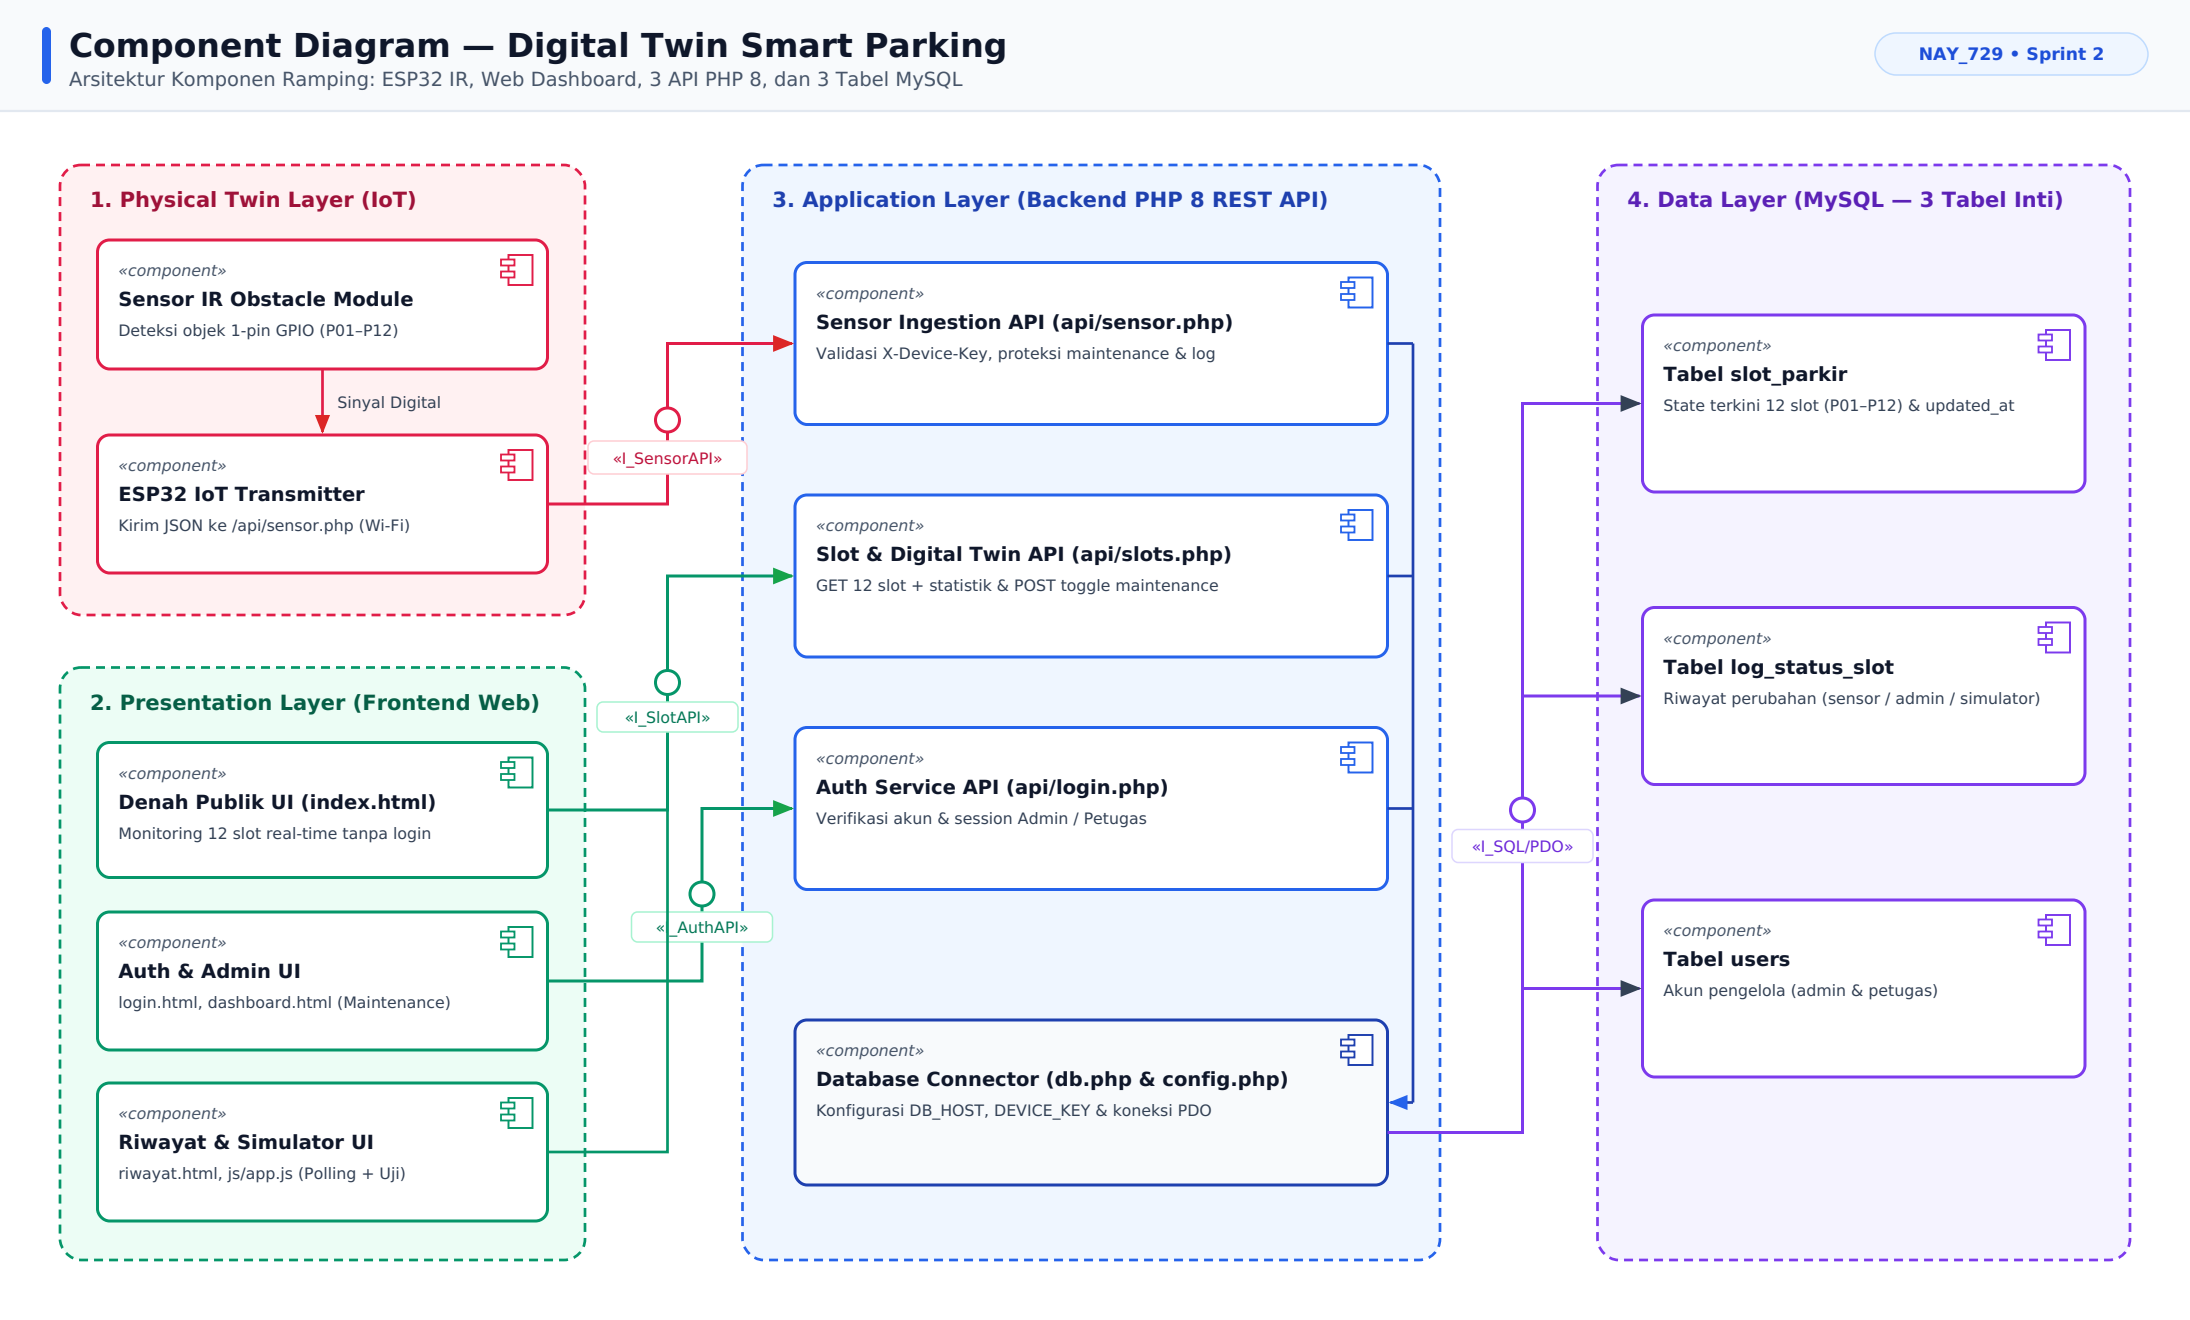 Component Diagram — Digital Twin Smart Parking
Arsitektur Komponen Ramping: ESP32 IR, Web Dashboard, 3 API PHP 8, dan 3 Tabel MySQL
NAY_729 • Sprint 2
1. Physical Twin Layer (IoT)
«component»
Sensor IR Obstacle Module
Deteksi objek 1-pin GPIO (P01–P12)
Sinyal Digital
«component»
ESP32 IoT Transmitter
Kirim JSON ke /api/sensor.php (Wi-Fi)
«I_SensorAPI»
2. Presentation Layer (Frontend Web)
«component»
Denah Publik UI (index.html)
Monitoring 12 slot real-time tanpa login
«component»
Auth & Admin UI
login.html, dashboard.html (Maintenance)
«component»
Riwayat & Simulator UI
riwayat.html, js/app.js (Polling + Uji)
«I_SlotAPI»
«I_AuthAPI»
3. Application Layer (Backend PHP 8 REST API)
«component»
Sensor Ingestion API (api/sensor.php)
Validasi X-Device-Key, proteksi maintenance & log
«component»
Slot & Digital Twin API (api/slots.php)
GET 12 slot + statistik & POST toggle maintenance
«component»
Auth Service API (api/login.php)
Verifikasi akun & session Admin / Petugas
«component»
Database Connector (db.php & config.php)
Konfigurasi DB_HOST, DEVICE_KEY & koneksi PDO
«I_SQL/PDO»
4. Data Layer (MySQL — 3 Tabel Inti)
«component»
Tabel slot_parkir
State terkini 12 slot (P01–P12) & updated_at
«component»
Tabel log_status_slot
Riwayat perubahan (sensor / admin / simulator)
«component»
Tabel users
Akun pengelola (admin & petugas)